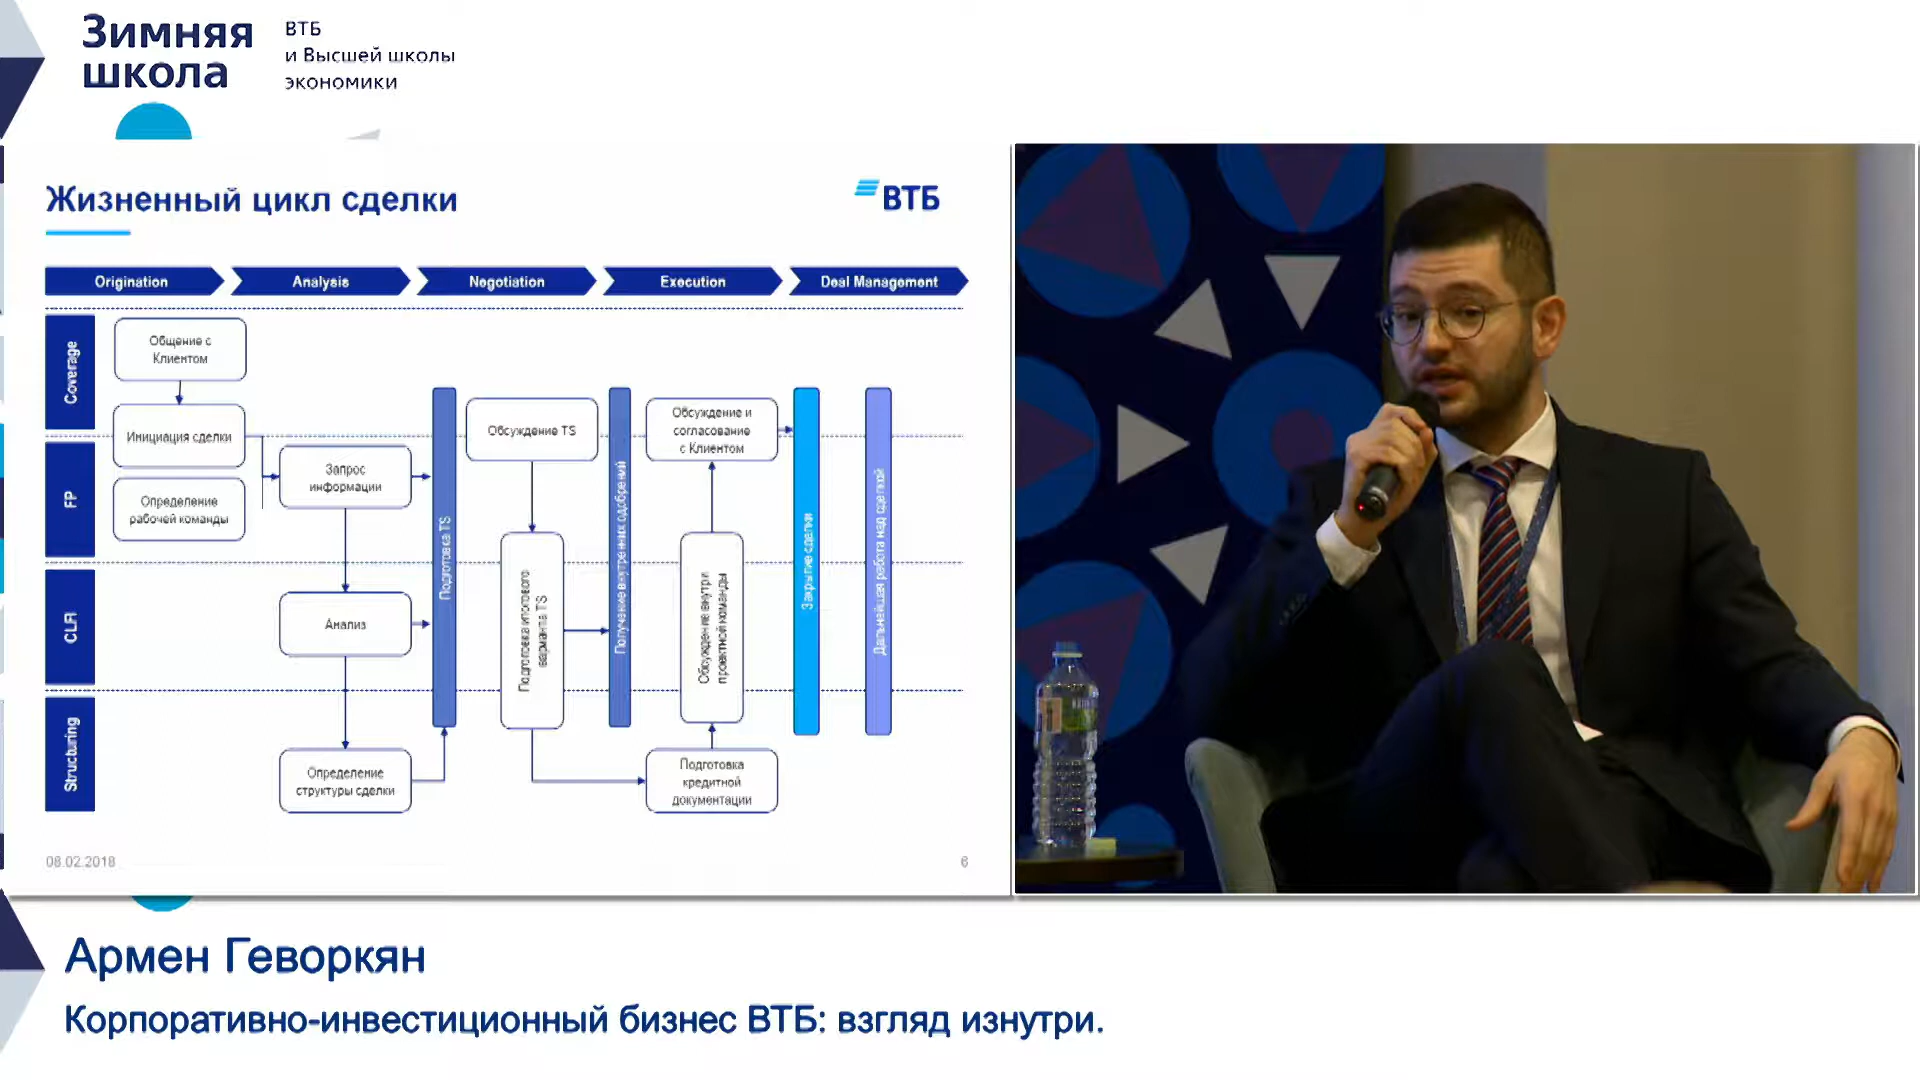 Зимняя
школа
ВТБ
и Высшей школы
экономики
Жизненный цикл сделки
ВТБ
Origination
Analysis
Negotiation
Execution
Deal Management
Coverage
FP
CLRI
Structuring
Общение с
Клиентом
Инициация сделки
Определение
рабочей команды
Запрос
информации
Анализ
Определение
структуры сделки
Подготовка TS
Обсуждение TS
Подготовка итогового
варианта TS
Получение внутренних одобрений
Обсуждение и
согласование
с Клиентом
Обсуждение внутри
проектной команды
Подготовка
кредитной
документации
Закрытие сделки
Дальнейшая работа над сделкой
08.02.2018
6
Армен Геворкян
Корпоративно-инвестиционный бизнес ВТБ: взгляд изнутри.